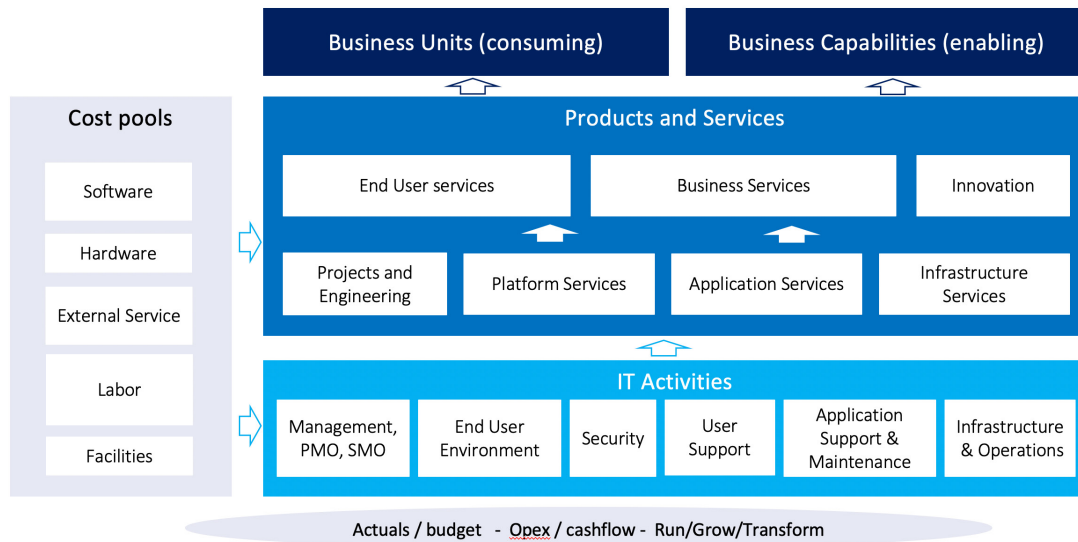 Business Units (consuming)
Business Capabilities (enabling)
Cost pools
Software
Hardware
External Service
Labor
Facilities
Products and Services
End User services
Business Services
Innovation
Projects and
Engineering
Platform Services
Application Services
Infrastructure
Services
IT Activities
Management,
PMO, SMO
End User
Environment
Security
User
Support
Application
Support &
Maintenance
Infrastructure
& Operations
Actuals / budget - Opex / cashflow - Run/Grow/Transform